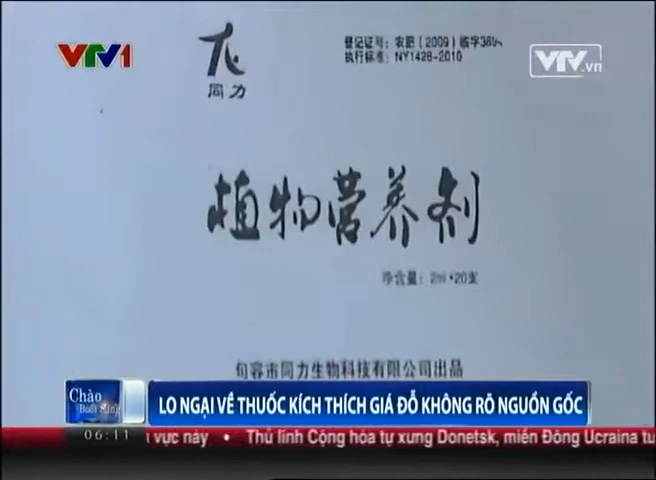 VTV1
同力
登记证号：农肥（2009）临字
执行标准：NY1428-2010
VTV.vn
植物营养剂
净含量：2ml*20支
句容市同力生物科技有限公司出品
Chào
Buổi Sáng
LO NGẠI VỀ THUỐC KÍCH THÍCH GIÁ ĐỖ KHÔNG RÕ NGUỒN GỐC
06:11
vực này • Thủ lĩnh Cộng hòa tự xưng Donetsk, miền Đông Ucraina